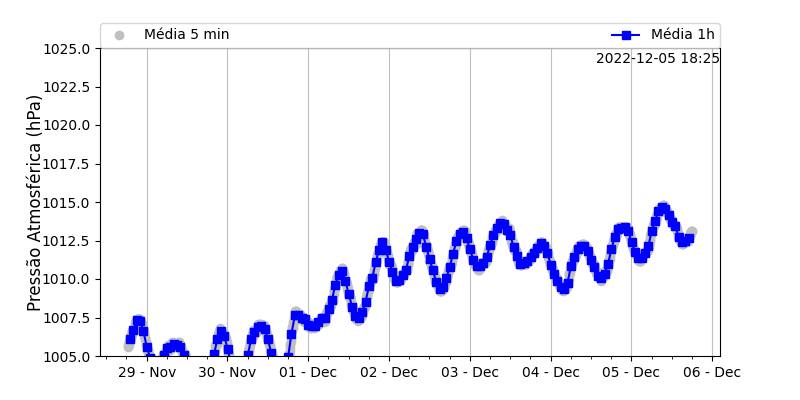 Média 5 min
Média 1h
2022-12-05 18:25
Pressão Atmosférica (hPa)
1025.0
1022.5
1020.0
1017.5
1015.0
1012.5
1010.0
1007.5
1005.0
29 - Nov
30 - Nov
01 - Dec
02 - Dec
03 - Dec
04 - Dec
05 - Dec
06 - Dec